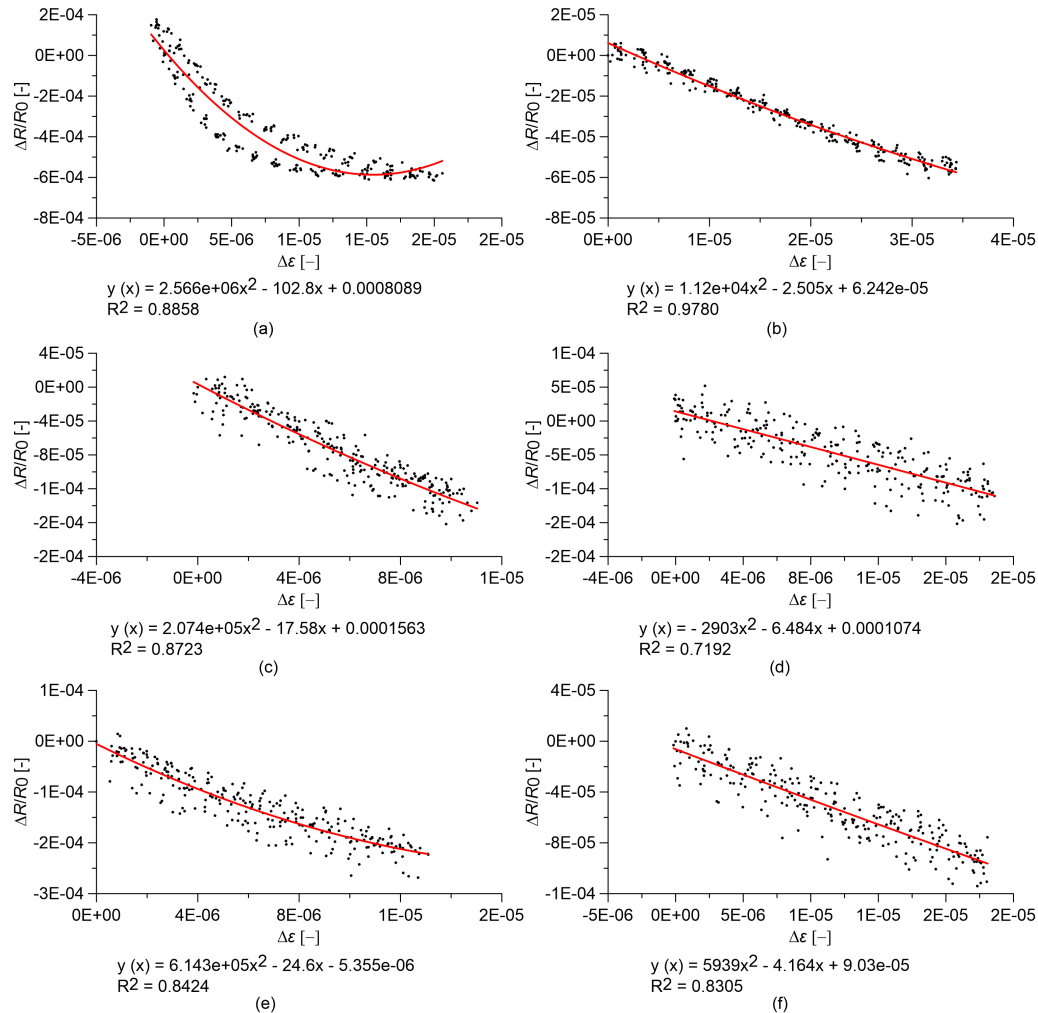 2E-04
0E+00
-2E-04
-4E-04
-6E-04
-8E-04
ΔR/R0 [-]
-5E-06 0E+00 5E-06 1E-05 2E-05 2E-05
Δε [–]
y (x) = 2.566e+06x² - 102.8x + 0.0008089
R² = 0.8858
(a)
2E-05
0E+00
-2E-05
-4E-05
-6E-05
-8E-05
ΔR/R0 [-]
0E+00 1E-05 2E-05 3E-05 4E-05
Δε [–]
y (x) = 1.12e+04x² - 2.505x + 6.242e-05
R² = 0.9780
(b)
4E-05
0E+00
-4E-05
-8E-05
-1E-04
-2E-04
-2E-04
ΔR/R0 [-]
-4E-06 0E+00 4E-06 8E-06 1E-05
Δε [–]
y (x) = 2.074e+05x² - 17.58x + 0.0001563
R² = 0.8723
(c)
1E-04
5E-05
0E+00
-5E-05
-1E-04
-2E-04
-2E-04
ΔR/R0 [-]
-4E-06 0E+00 4E-06 8E-06 1E-05 2E-05 2E-05
Δε [–]
y (x) = - 2903x² - 6.484x + 0.0001074
R² = 0.7192
(d)
1E-04
0E+00
-1E-04
-2E-04
-3E-04
ΔR/R0 [-]
0E+00 4E-06 8E-06 1E-05 2E-05
Δε [–]
y (x) = 6.143e+05x² - 24.6x - 5.355e-06
R² = 0.8424
(e)
4E-05
0E+00
-4E-05
-8E-05
-1E-04
ΔR/R0 [-]
-5E-06 0E+00 5E-06 1E-05 2E-05 2E-05 2E-05
Δε [–]
y (x) = 5939x² - 4.164x + 9.03e-05
R² = 0.8305
(f)